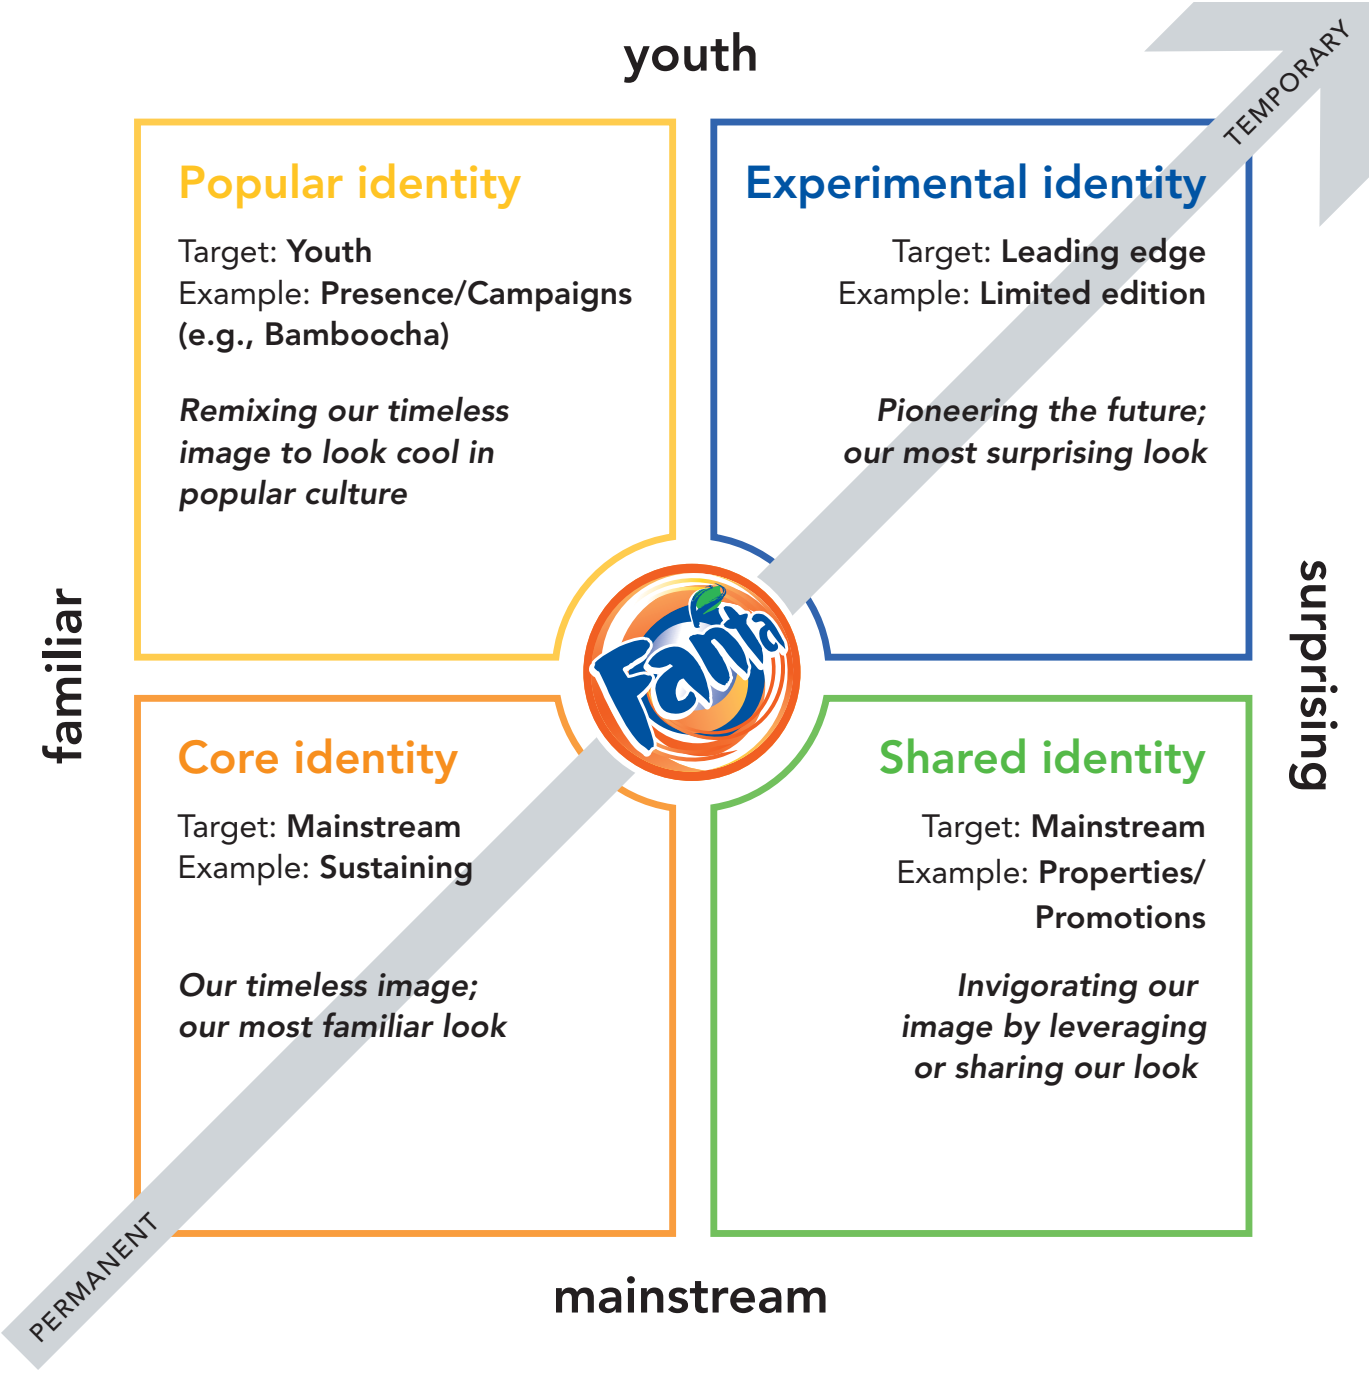 youth
TEMPORARY
Popular identity
Target: Youth
Example: Presence/Campaigns
(e.g., Bamboocha)
Remixing our timeless
image to look cool in
popular culture
Experimental identity
Target: Leading edge
Example: Limited edition
Pioneering the future;
our most surprising look
familiar
Fanta
surprising
Core identity
Target: Mainstream
Example: Sustaining
Our timeless image;
our most familiar look
Shared identity
Target: Mainstream
Example: Properties/
Promotions
Invigorating our
image by leveraging
or sharing our look
PERMANENT
mainstream